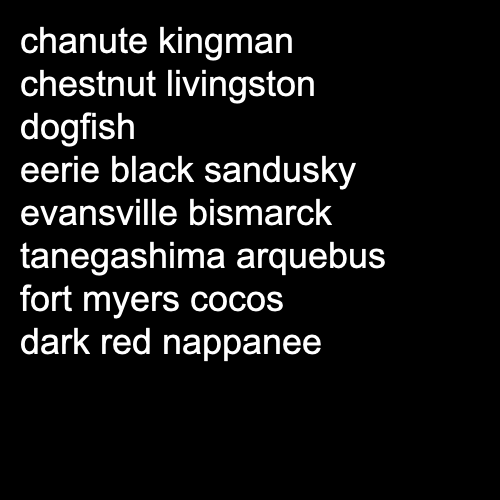 chanute kingman
chestnut livingston
dogfish
eerie black sandusky
evansville bismarck
tanegashima arquebus
fort myers cocos
dark red nappanee